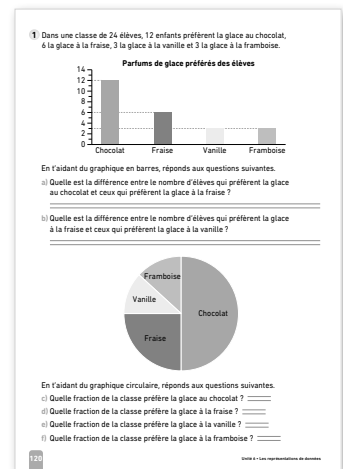 1 Dans une classe de 24 élèves, 12 enfants préfèrent la glace au chocolat,
6 la glace à la fraise, 3 la glace à la vanille et 3 la glace à la framboise.
Parfums de glace préférés des élèves
14
12
10
8
6
4
2
0
Chocolat Fraise Vanille Framboise
En t'aidant du graphique en barres, réponds aux questions suivantes.
a) Quelle est la différence entre le nombre d'élèves qui préfèrent la glace
au chocolat et ceux qui préfèrent la glace à la fraise ?
b) Quelle est la différence entre le nombre d'élèves qui préfèrent la glace
à la fraise et ceux qui préfèrent la glace à la vanille ?
Framboise
Vanille
Chocolat
Fraise
En t'aidant du graphique circulaire, réponds aux questions suivantes.
c) Quelle fraction de la classe préfère la glace au chocolat ?
d) Quelle fraction de la classe préfère la glace à la fraise ?
e) Quelle fraction de la classe préfère la glace à la vanille ?
f) Quelle fraction de la classe préfère la glace à la framboise ?
120
Unité 6 • Les représentations de données